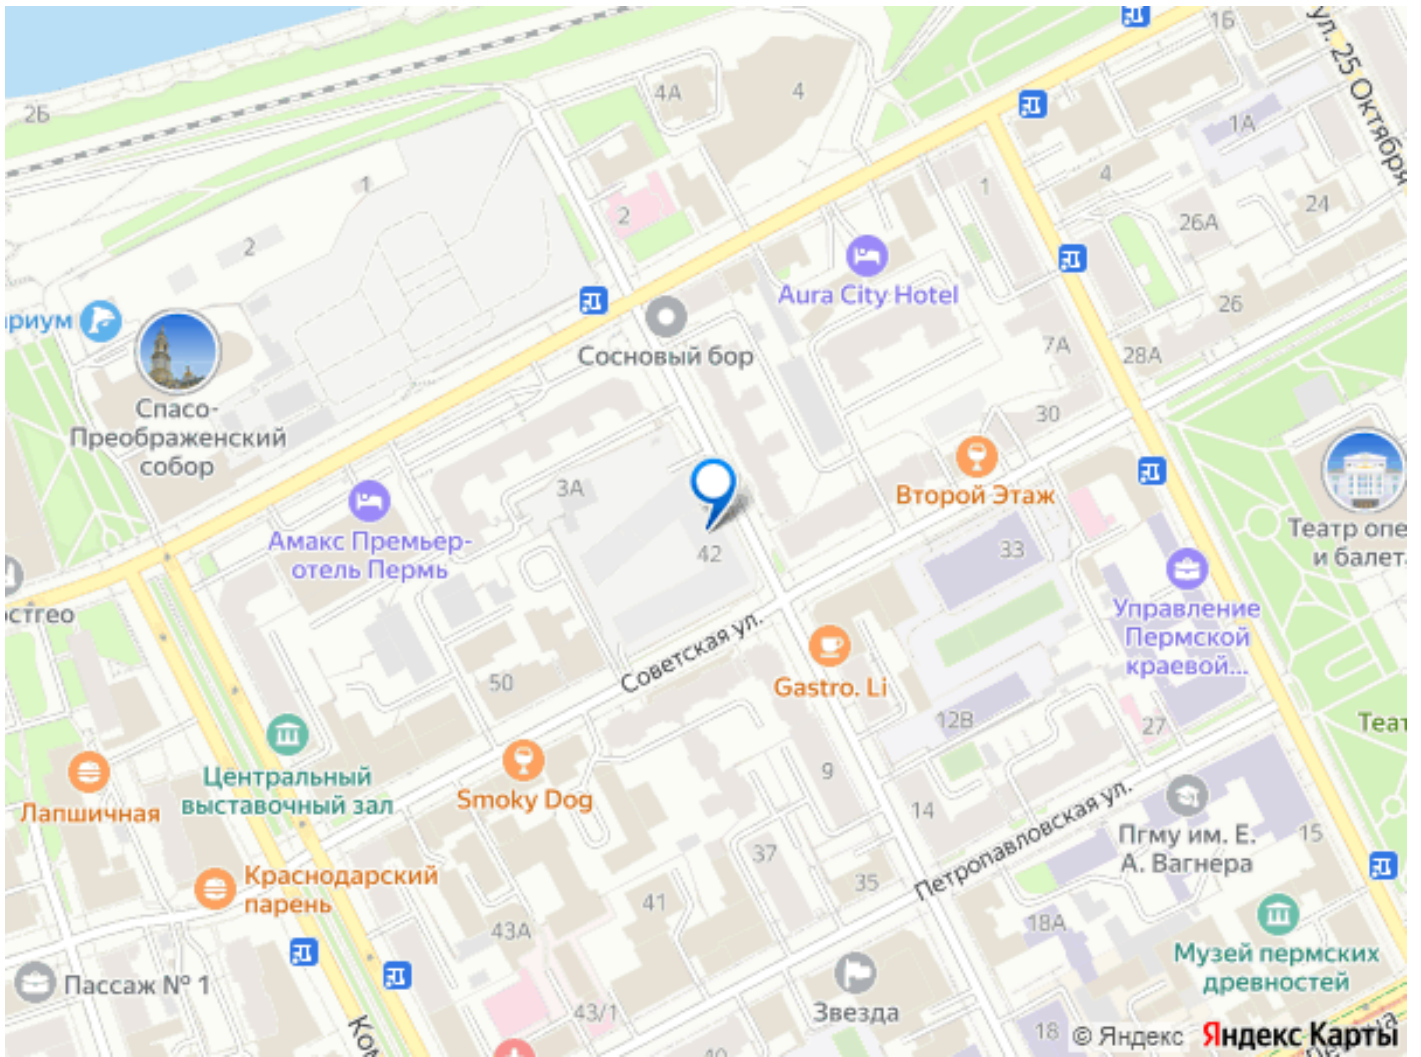 16
ул. 25 Октября
2Б
4А
4
1А
1
2
1
4
24
26А
2
Aura City Hotel
26
риум
Сосновый бор
7А
28А
Спасо-
Преображенский
собор
30
Второй Этаж
3А
Амакс Премьер-
отель Пермь
42
33
Театр опе
и балет
стгео
Управление
Пермской
краевой...
Советская ул.
Gastro. Li
50
12В
27
Теат
Центральный
выставочный зал
Smoky Dog
9
Лапшичная
14
Петропавловская ул.
Пгму им. Е.
А. Вагнера
15
37
Краснодарский
парень
35
41
43А
18А
Музей пермских
древностей
Пассаж № 1
Звезда
43/1
Ком
18
© Яндекс
Яндекс Карты
40